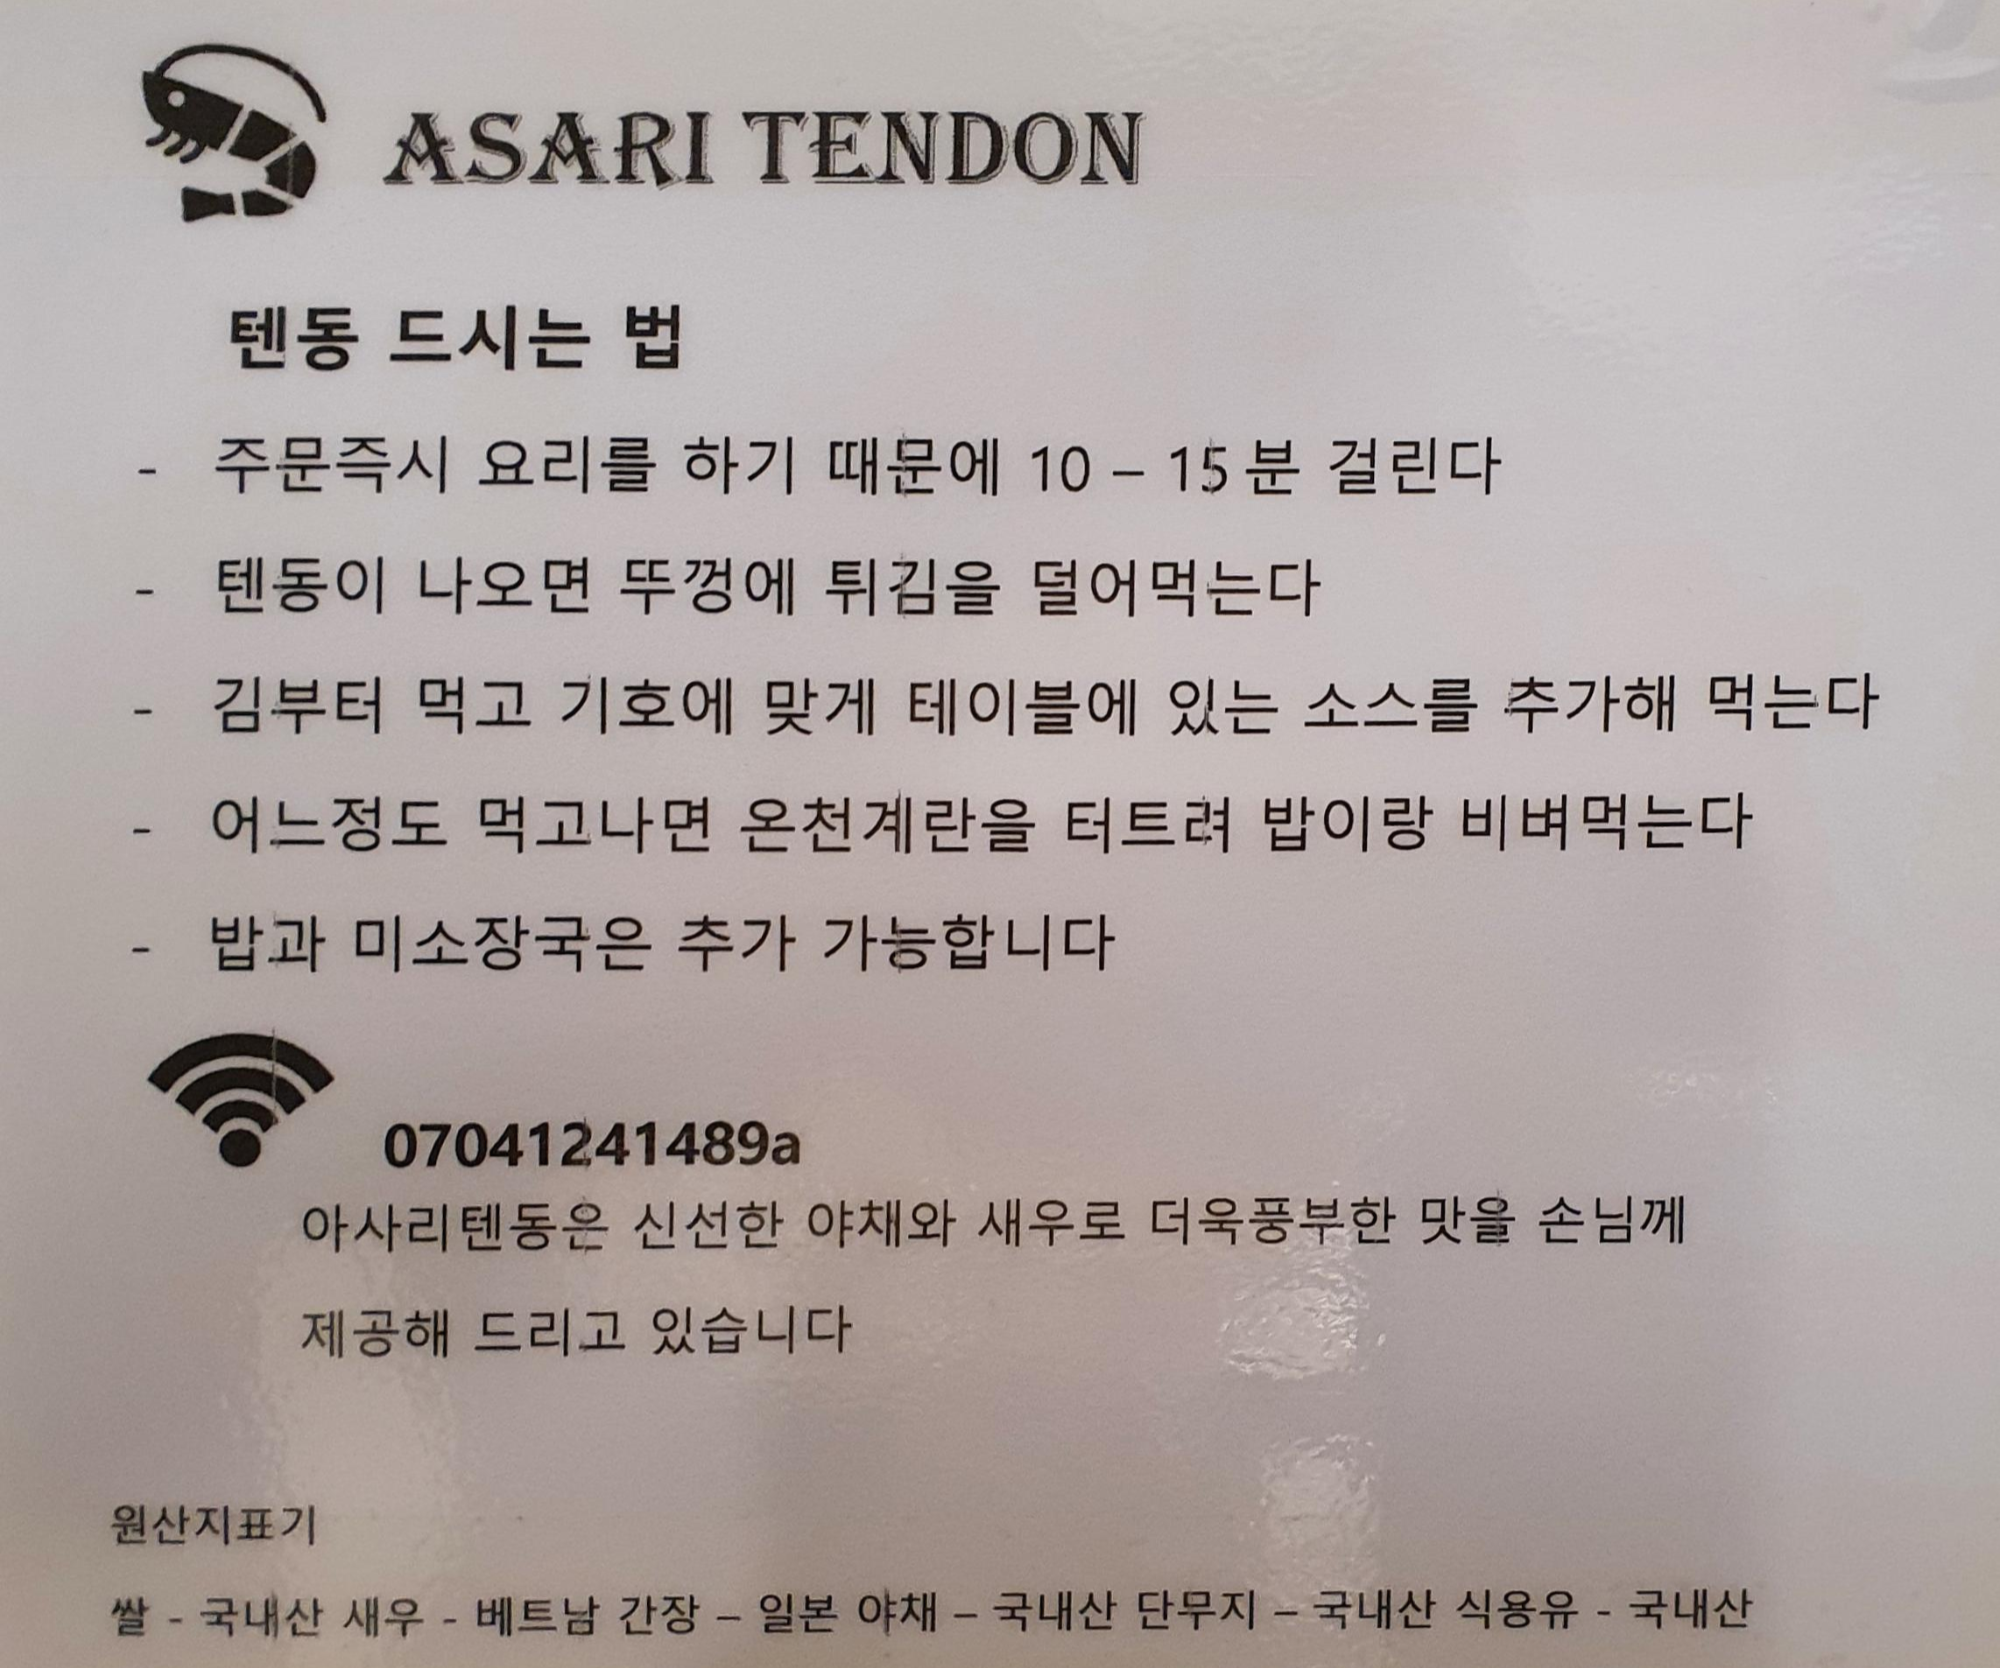 ASARI TENDON
텐동 드시는 법
- 주문즉시 요리를 하기 때문에 10 – 15분 걸린다
- 텐동이 나오면 뚜껑에 튀김을 덜어먹는다
- 김부터 먹고 기호에 맞게 테이블에 있는 소스를 추가해 먹는다
- 어느정도 먹고나면 온천계란을 터트려 밥이랑 비벼먹는다
- 밥과 미소장국은 추가 가능합니다
07041241489a
아사리텐동은 신선한 야채와 새우로 더욱풍부한 맛을 손님께
제공해 드리고 있습니다
원산지표기
쌀 - 국내산 새우 - 베트남 간장 – 일본 야채 – 국내산 단무지 – 국내산 식용유 - 국내산